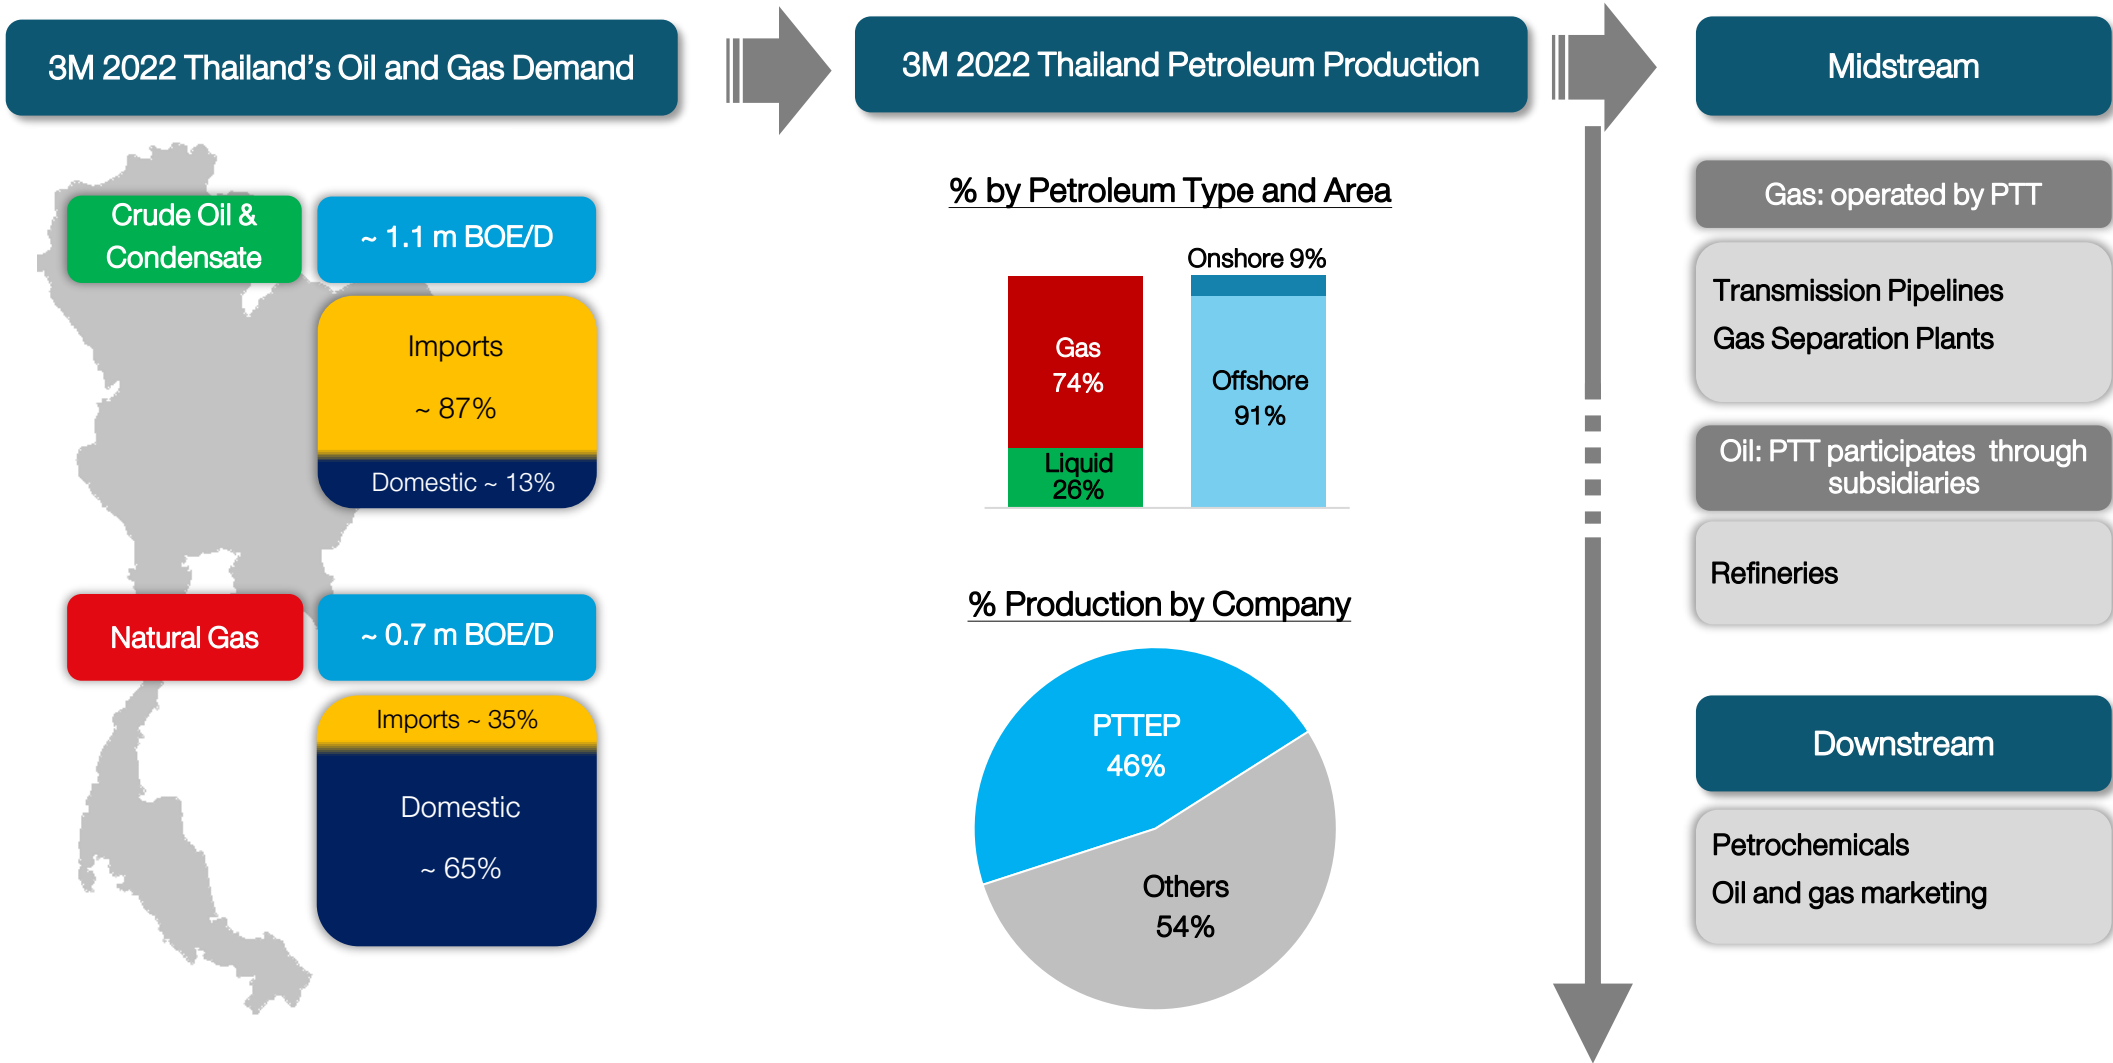 3M 2022 Thailand's Oil and Gas Demand
Crude Oil &
Condensate
~ 1.1 m BOE/D
Imports
~ 87%
Domestic ~ 13%
Natural Gas
~ 0.7 m BOE/D
Imports ~ 35%
Domestic
~ 65%
3M 2022 Thailand Petroleum Production
% by Petroleum Type and Area
Gas
74%
Liquid
26%
Onshore 9%
Offshore
91%
% Production by Company
PTTEP
46%
Others
54%
Midstream
Gas: operated by PTT
Transmission Pipelines
Gas Separation Plants
Oil: PTT participates through
subsidiaries
Refineries
Downstream
Petrochemicals
Oil and gas marketing